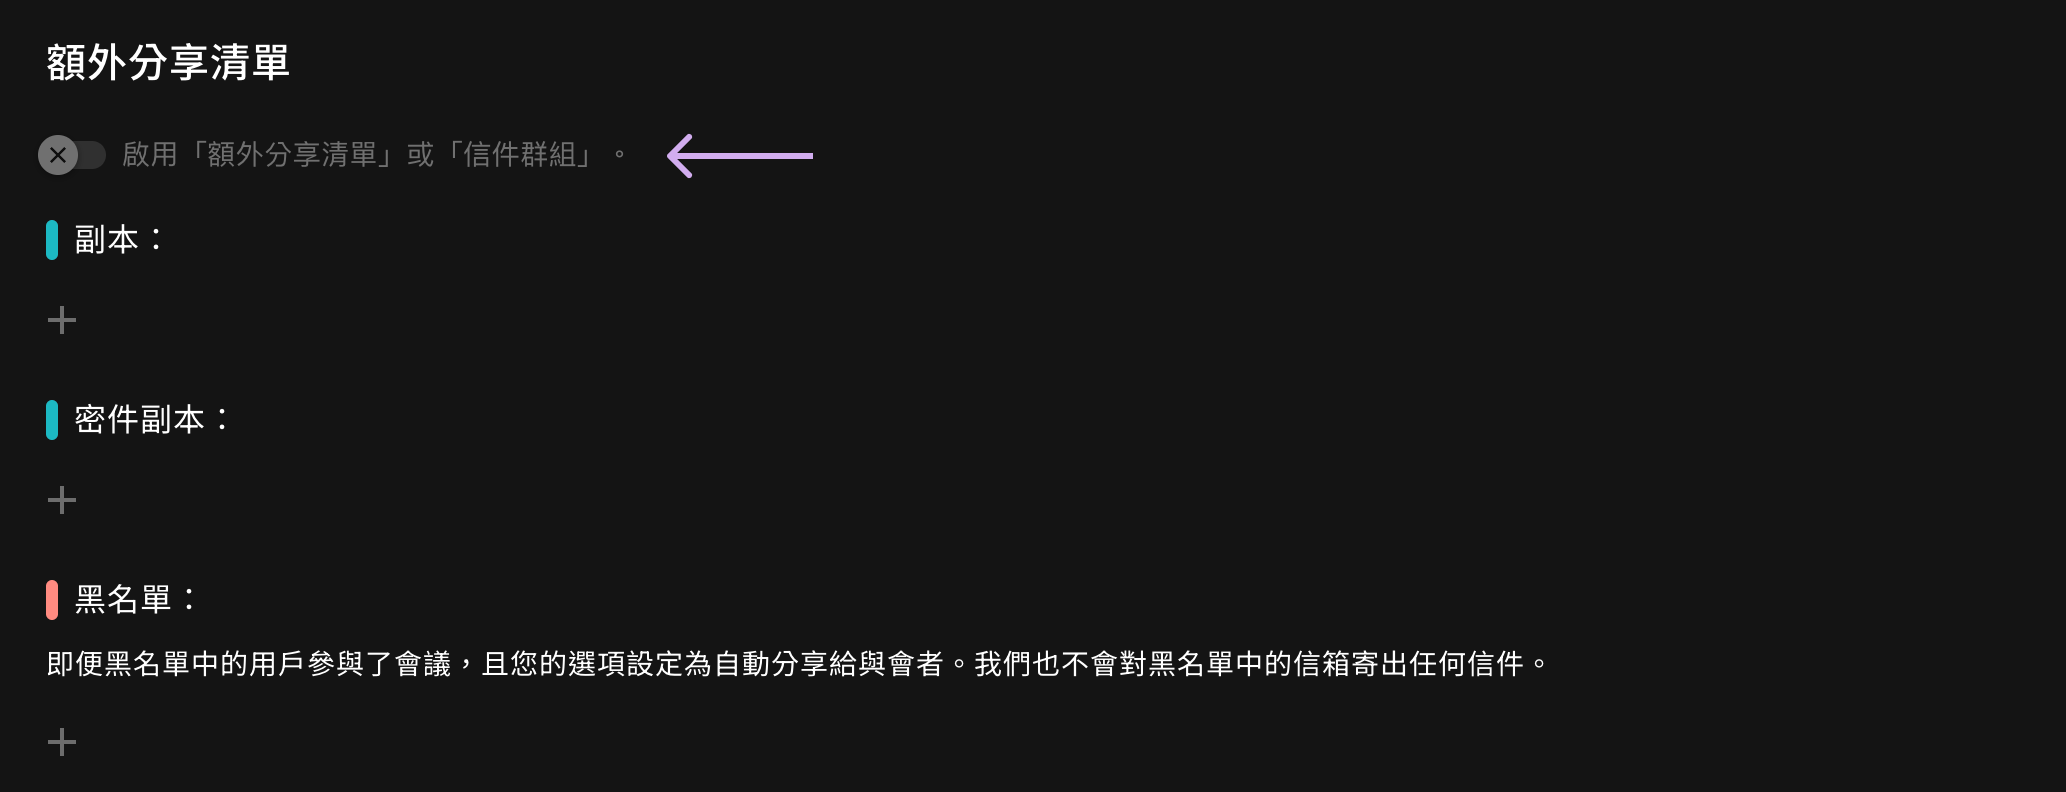 額外分享清單
啟用「額外分享清單」或「信件群組」。
副本：
密件副本：
黑名單：
即便黑名單中的用戶參與了會議，且您的選項設定為自動分享給與會者。我們也不會對黑名單中的信箱寄出任何信件。